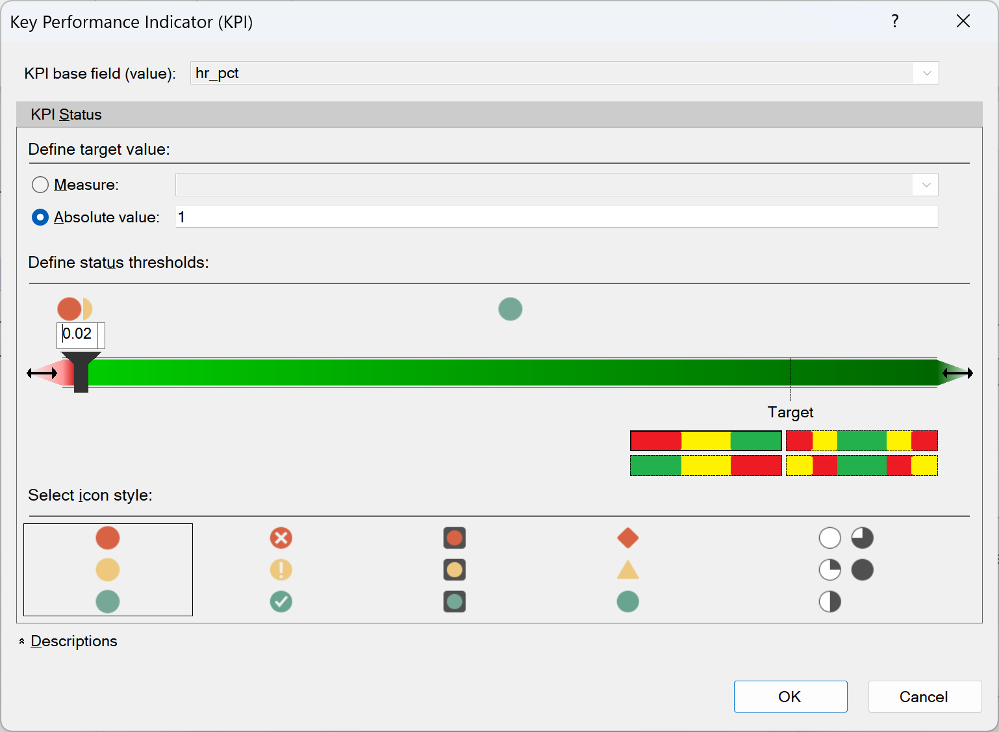 Key Performance Indicator (KPI)
?
KPI base field (value):
hr_pct
KPI Status
Define target value:
Measure:
Absolute value:
1
Define status thresholds:
0.02
Target
Select icon style:
Descriptions
OK
Cancel